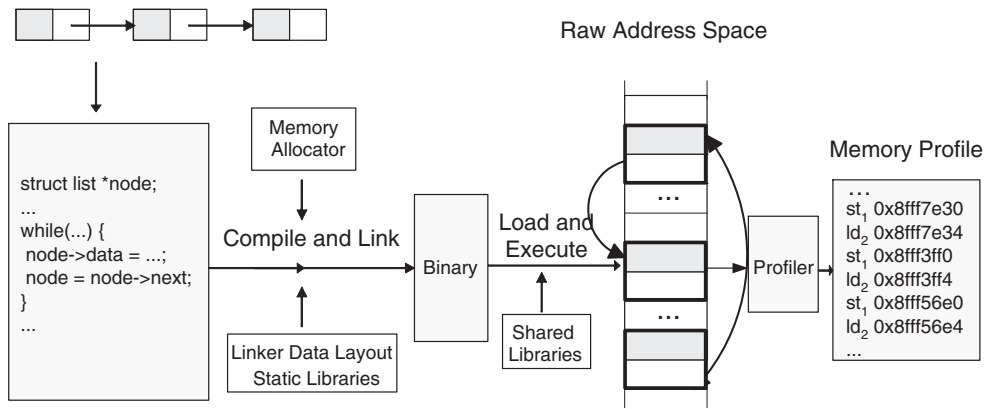 Raw Address Space
struct list *node;
...
while(...) {
node->data = ...;
node = node->next;
}
...
Memory
Allocator
Compile and Link
Linker Data Layout
Static Libraries
Binary
Load and
Execute
Shared
Libraries
...
...
Profiler
Memory Profile
...
st1 0x8fff7e30
ld2 0x8fff7e34
st1 0x8fff3ff0
ld2 0x8fff3ff4
st1 0x8fff56e0
ld2 0x8fff56e4
...